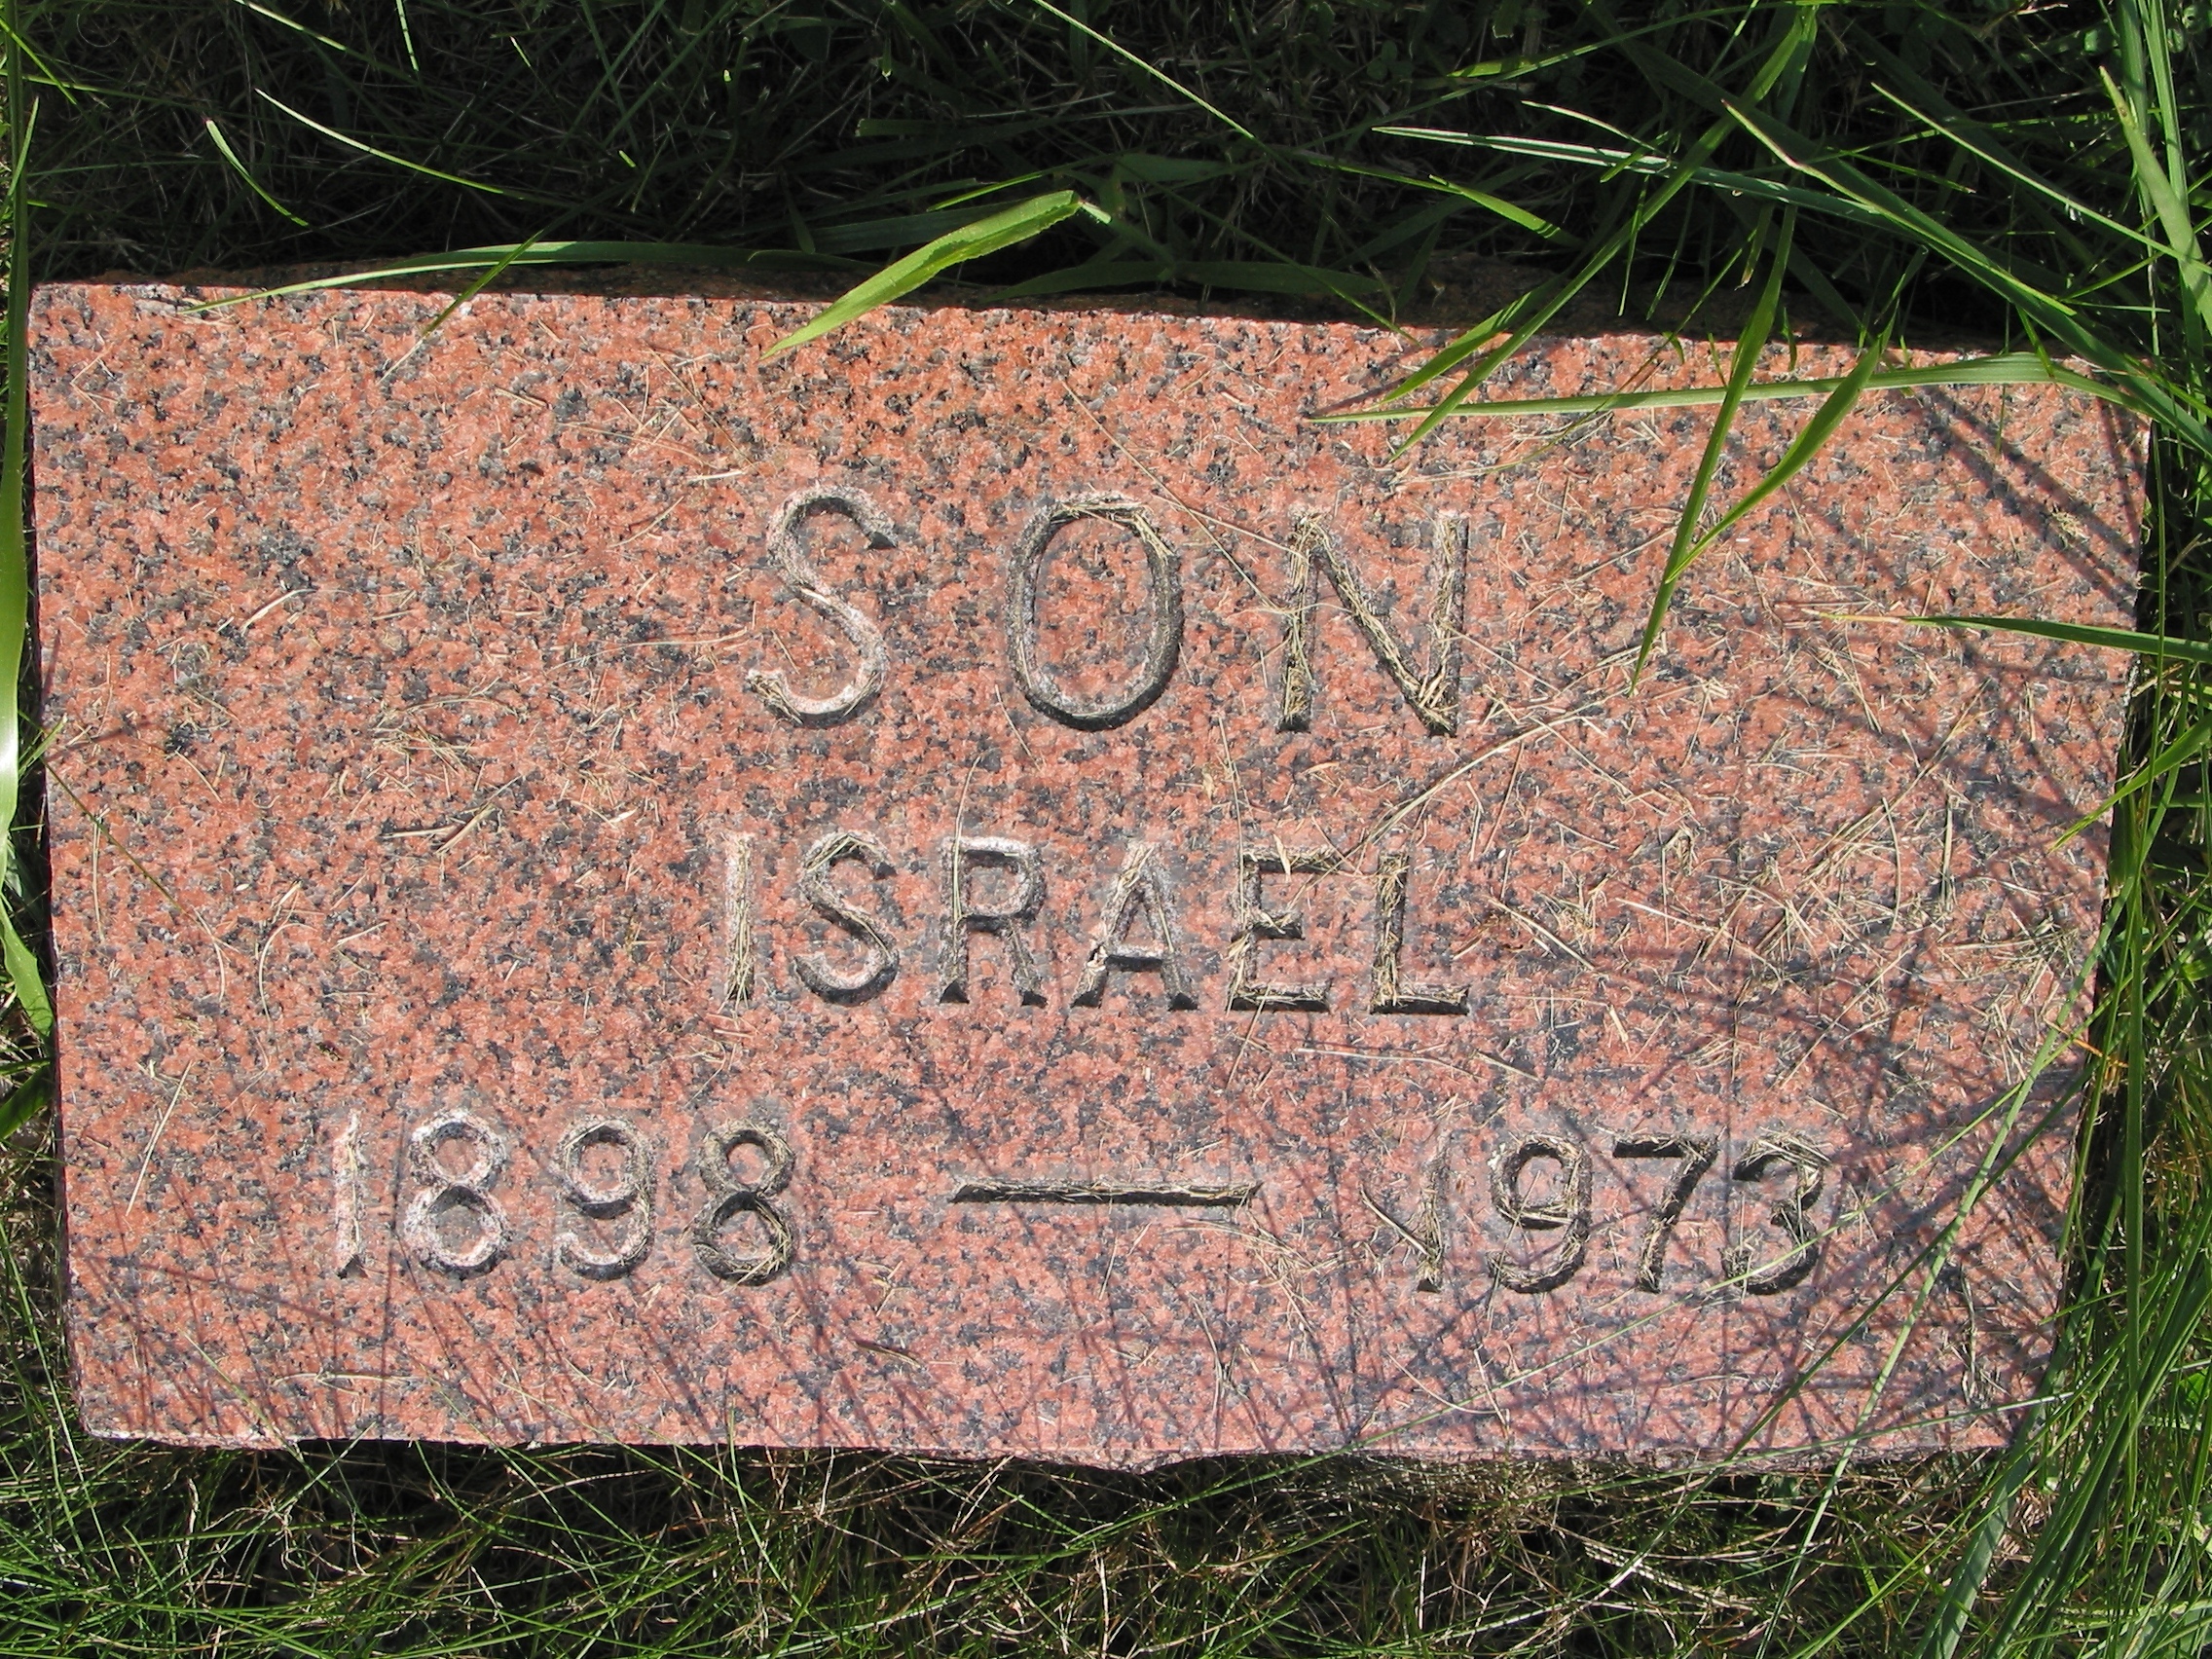 SON
ISRAEL
1898 — 1973